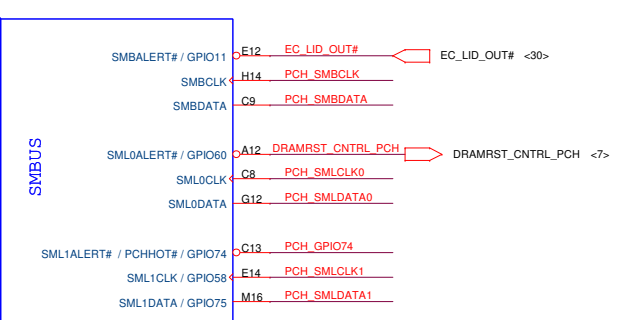 SMBUS
SMBALERT# / GPIO11 E12 EC_LID_OUT# EC_LID_OUT# <30>
SMBCLK H14 PCH_SMBCLK
SMBDATA C9 PCH_SMBDATA
SML0ALERT# / GPIO60 A12 DRAMRST_CNTRL_PCH DRAMRST_CNTRL_PCH <7>
SML0CLK C8 PCH_SMLCLK0
SML0DATA G12 PCH_SMLDATA0
SML1ALERT# / PCHHOT# / GPIO74 C13 PCH_GPIO74
SML1CLK / GPIO58 E14 PCH_SMLCLK1
SML1DATA / GPIO75 M16 PCH_SMLDATA1